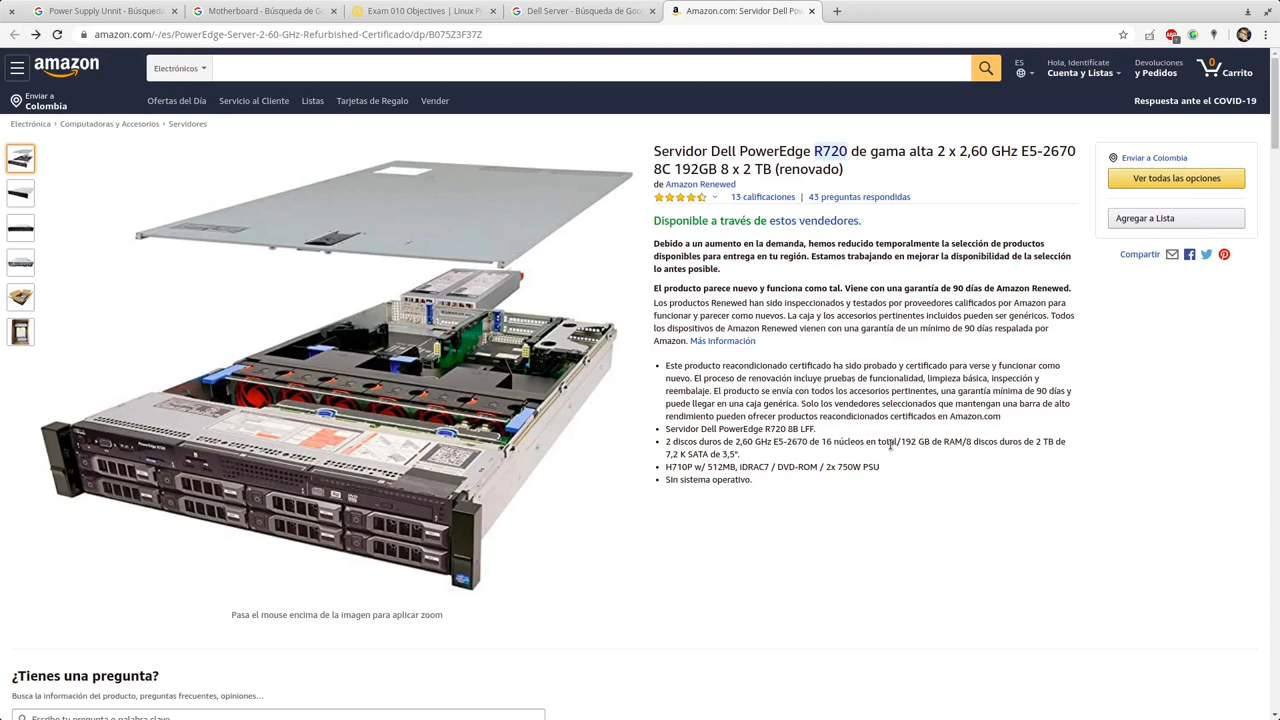 Power Supply Unnit - Búsqueda
Motherboard - Búsqueda de G
Exam 010 Objectives | Linux P
Dell Server - Búsqueda de Goo
Amazon.com: Servidor Dell Pow
amazon.com/-/es/PowerEdge-Server-2-60-GHz-Refurbished-Certificado/dp/B075Z3F37Z
amazon
Electrónicos
ES
Hola, Identifícate
Cuenta y Listas
Devoluciones
y Pedidos
0
Carrito
Enviar a
Colombia
Ofertas del Día
Servicio al Cliente
Listas
Tarjetas de Regalo
Vender
Respuesta ante el COVID-19
Electrónica › Computadoras y Accesorios › Servidores
Servidor Dell PowerEdge R720 de gama alta 2 x 2,60 GHz E5-2670
8C 192GB 8 x 2 TB (renovado)
de Amazon Renewed
13 calificaciones | 43 preguntas respondidas
Disponible a través de estos vendedores.
Debido a un aumento en la demanda, hemos reducido temporalmente la selección de productos
disponibles para entrega en tu región. Estamos trabajando en mejorar la disponibilidad de la selección
lo antes posible.
El producto parece nuevo y funciona como tal. Viene con una garantía de 90 días de Amazon Renewed.
Los productos Renewed han sido inspeccionados y testados por proveedores calificados por Amazon para
funcionar y parecer como nuevos. La caja y los accesorios pertinentes incluidos pueden ser genéricos. Todos
los dispositivos de Amazon Renewed vienen con una garantía de un mínimo de 90 días respalada por
Amazon. Más información
• Este producto reacondicionado certificado ha sido probado y certificado para verse y funcionar como
nuevo. El proceso de renovación incluye pruebas de funcionalidad, limpieza básica, inspección y
reembalaje. El producto se envía con todos los accesorios pertinentes, una garantía mínima de 90 días y
puede llegar en una caja genérica. Solo los vendedores seleccionados que mantengan una barra de alto
rendimiento pueden ofrecer productos reacondicionados certificados en Amazon.com
• Servidor Dell PowerEdge R720 8B LFF.
• 2 discos duros de 2,60 GHz E5-2670 de 16 núcleos en total/192 GB de RAM/8 discos duros de 2 TB de
7,2 K SATA de 3,5".
• H710P w/ 512MB, iDRAC7 / DVD-ROM / 2x 750W PSU
• Sin sistema operativo.
Enviar a Colombia
Ver todas las opciones
Agregar a Lista
Compartir
Pasa el mouse encima de la imagen para aplicar zoom
¿Tienes una pregunta?
Busca la información del producto, preguntas frecuentes, opiniones...
Escribe tu pregunta o palabra clave